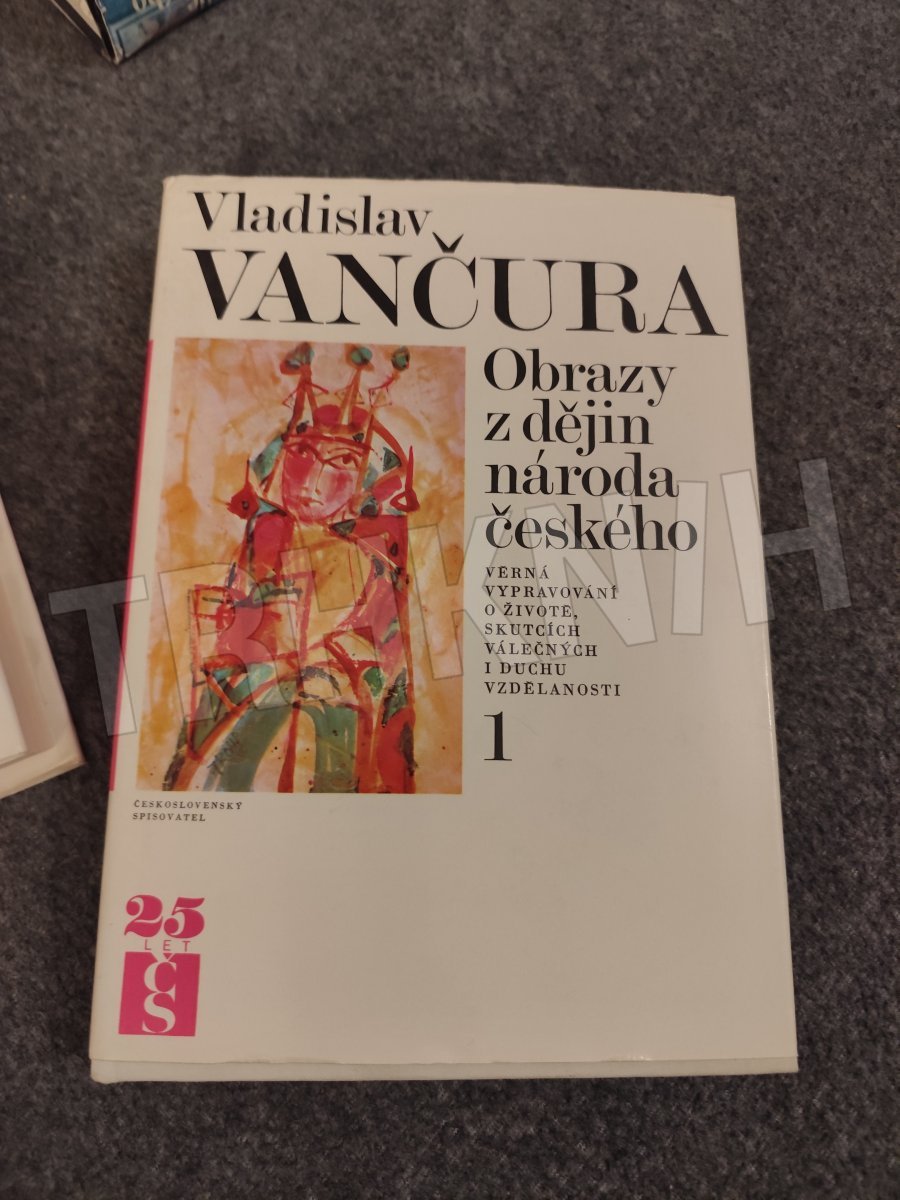 Vladislav
VANČURA
Obrazy
z dějin
národa
českého
VĚRNÁ
VYPRAVOVÁNÍ
O ŽIVOTĚ,
SKUTCÍCH
VÁLEČNÝCH
I DUCHU
VZDĚLANOSTI
1
ČESKOSLOVENSKÝ
SPISOVATEL
25
LET
ČS
TRHKNIH